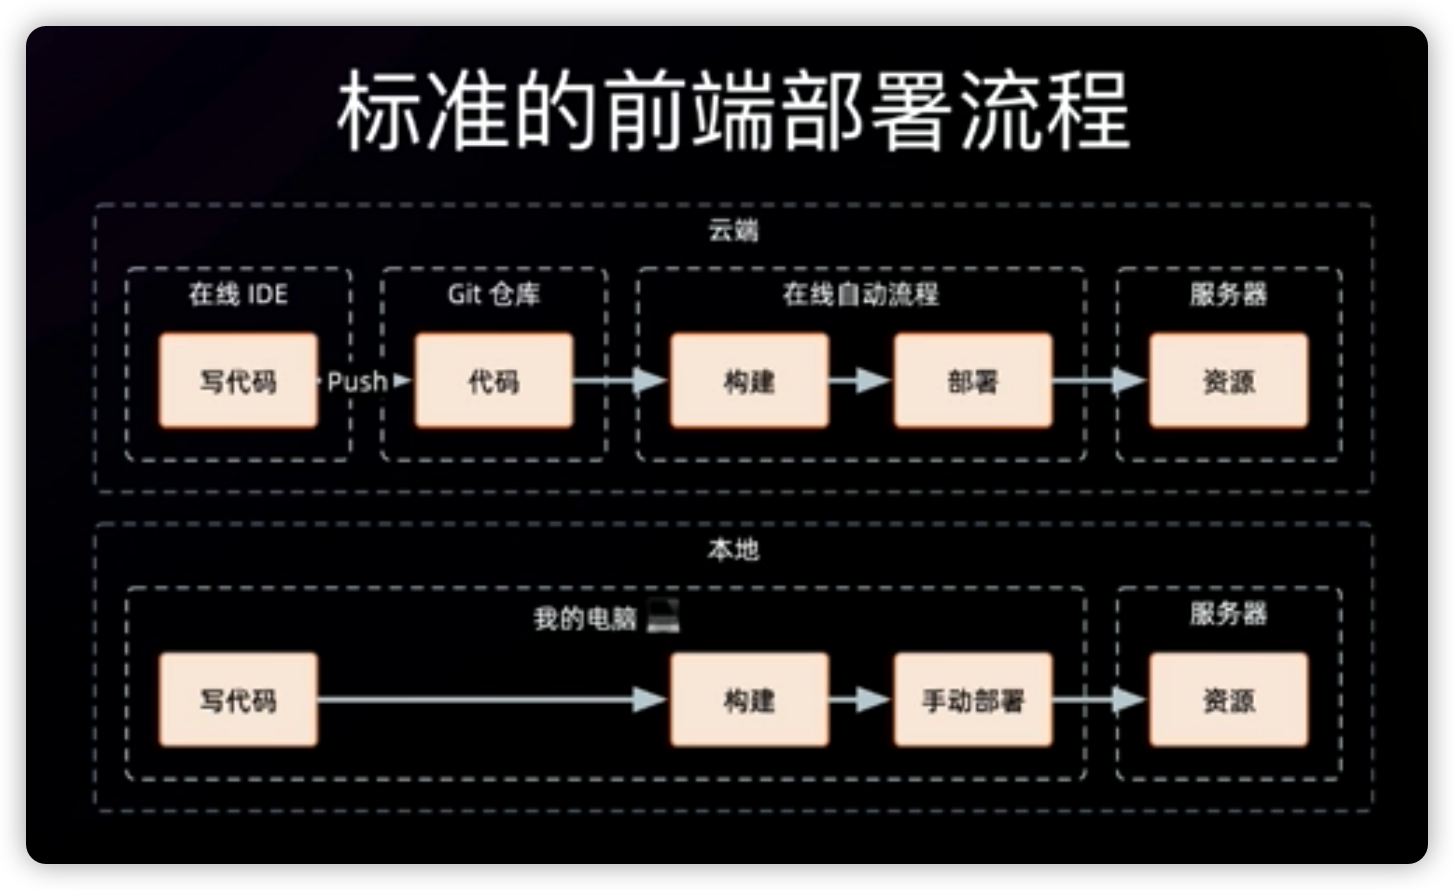 标准的前端部署流程
云端
在线 IDE
Git 仓库
在线自动流程
服务器
写代码
Push
代码
构建
部署
资源
本地
我的电脑
服务器
写代码
构建
手动部署
资源